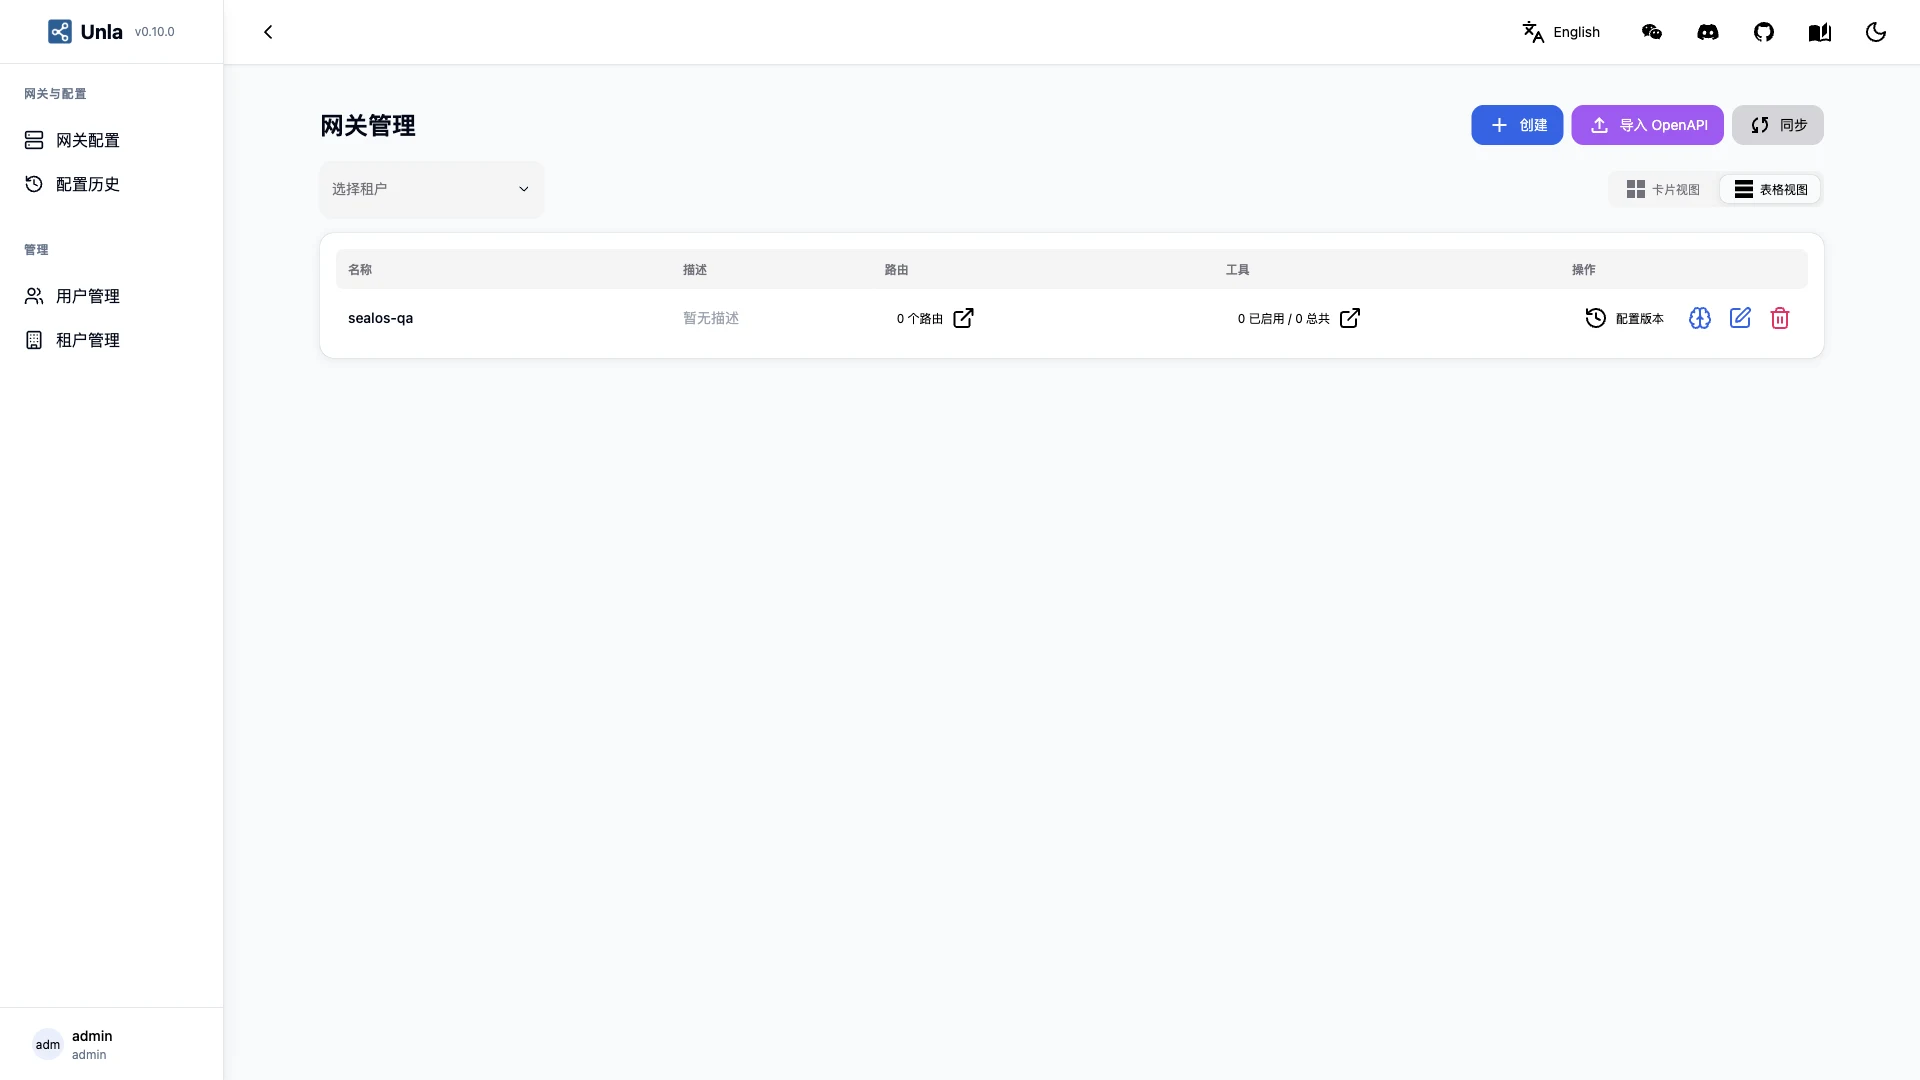 Unla v0.10.0
English
网关与配置
网关配置
配置历史
管理
用户管理
租户管理
网关管理
创建
导入 OpenAPI
同步
选择租户
卡片视图
表格视图
名称 描述 路由 工具 操作
sealos-qa 暂无描述 0 个路由 0 已启用 / 0 总共 配置版本
adm
admin
admin